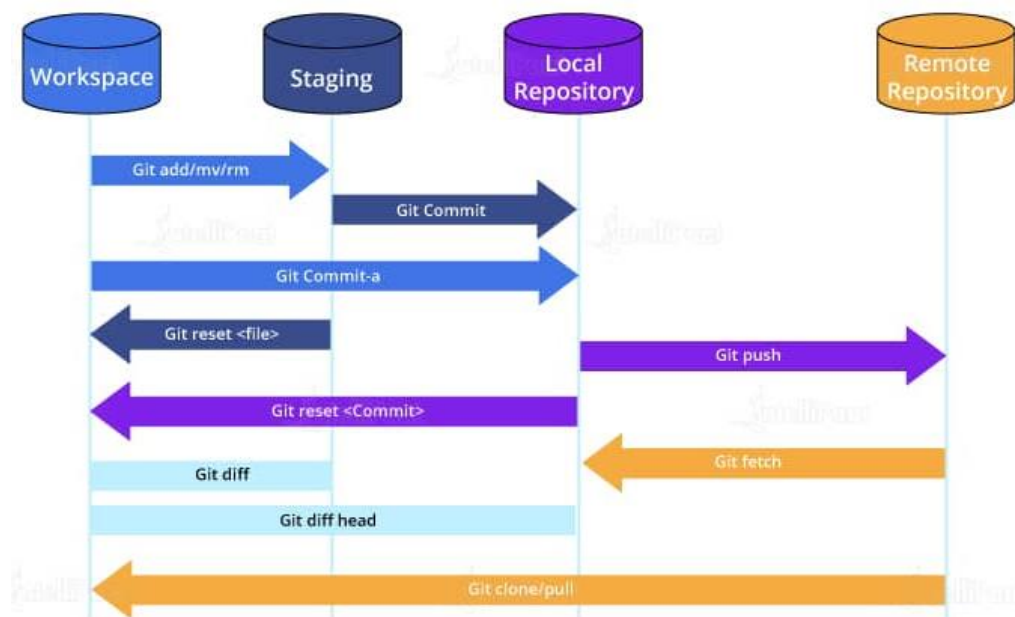 Workspace
Staging
Local
Repository
Remote
Repository
Git add/mv/rm
Git Commit
Git Commit-a
Git reset <file>
Git push
Git reset <Commit>
Git fetch
Git diff
Git diff head
Git clone/pull